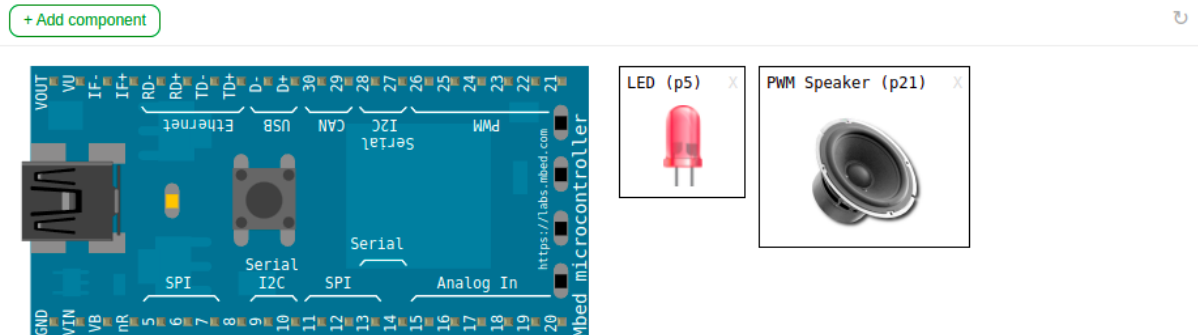 + Add component
VOUT
VU
IF-
IF+
RD-
RD+
TD-
TD+
D-
D+
30
29
28
27
26
25
24
23
22
21
Ethernet
USB
CAN
I2C
Serial
PWM
https://labs.mbed.com
Mbed microcontroller
Serial
SPI
Serial
I2C
SPI
Analog In
GND
VIN
VB
nR
5
6
7
8
9
10
11
12
13
14
15
16
17
18
19
20
LED (p5) X
PWM Speaker (p21) X